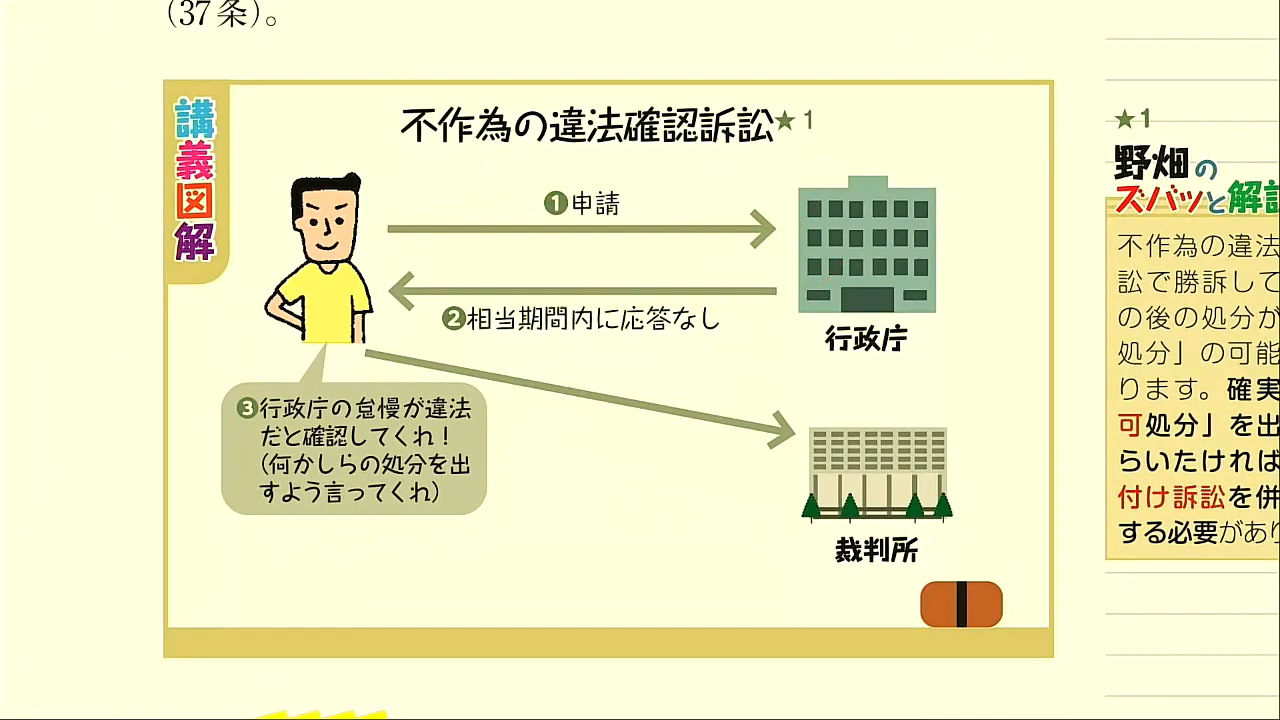 (37条)。
講義図解
不作為の違法確認訴訟★1
❶申請
❷相当期間内に応答なし
行政庁
❸行政庁の怠慢が違法
だと確認してくれ!
(何かしらの処分を出
すよう言ってくれ)
裁判所
★1
野畑の
ズバッと解説
不作為の違法
訟で勝訴して
の後の処分が
処分」の可能
ります。確実
可処分」を出
らいたければ
付け訴訟を併
する必要があり